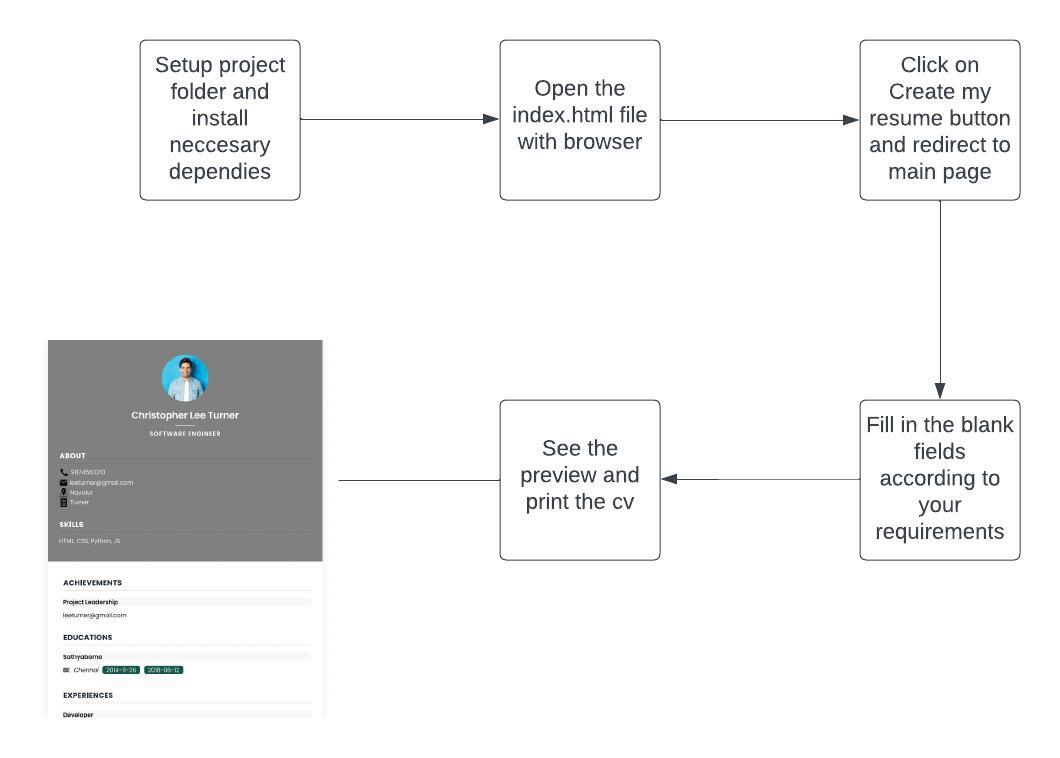 Setup project
folder and
install
neccesary
dependies
Open the
index.html file
with browser
Click on
Create my
resume button
and redirect to
main page
Fill in the blank
fields
according to
your
requirements
See the
preview and
print the cv
Christopher Lee Turner
SOFTWARE ENGINEER
ABOUT
9874563210
leeturner@gmail.com
Navalur
Turner
SKILLS
HTML, CSS, Python, JS
ACHIEVEMENTS
Project Leadership
leeturner@gmail.com
EDUCATIONS
Sathyabama
BE Chennai 2014-11-26 2018-06-12
EXPERIENCES
Developer